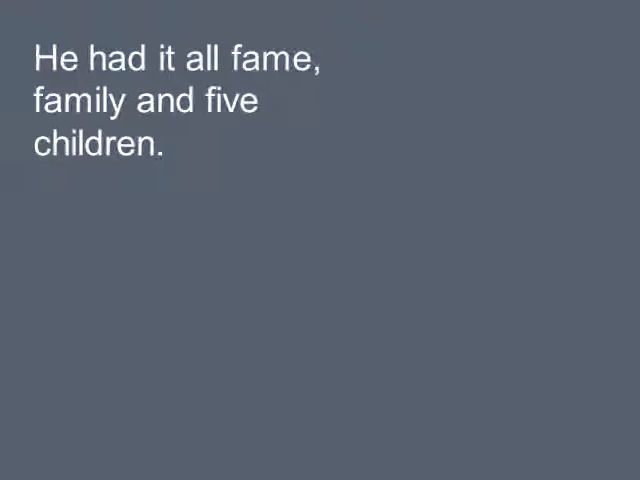 He had it all fame,
family and five
children.